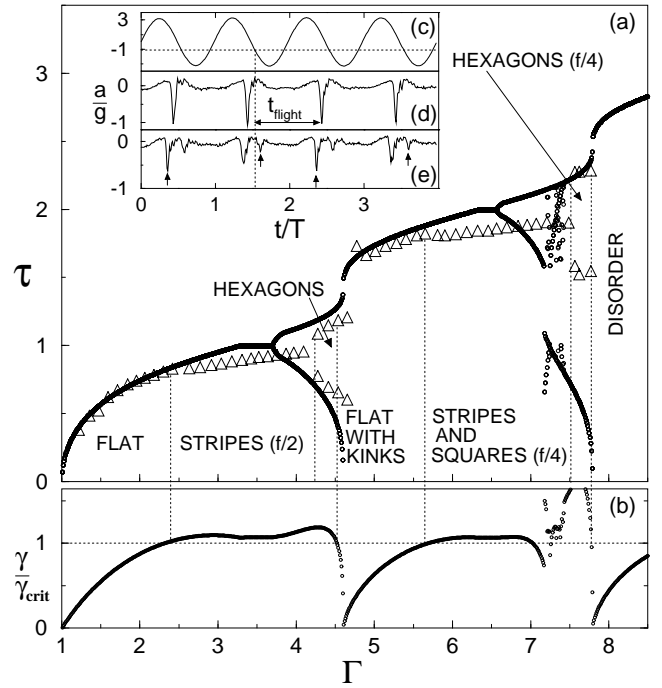 (a)
3
-1
(c)
a/g
0
-1
t_flight
(d)
0
-1
(e)
0 1 2 3
t/T
3
2
1
0
τ
HEXAGONS (f/4)
DISORDER
HEXAGONS
FLAT
STRIPES (f/2)
FLAT
WITH
KINKS
STRIPES
AND
SQUARES (f/4)
(b)
γ/γcrit
1
0
1 2 3 4 5 6 7 8
Γ